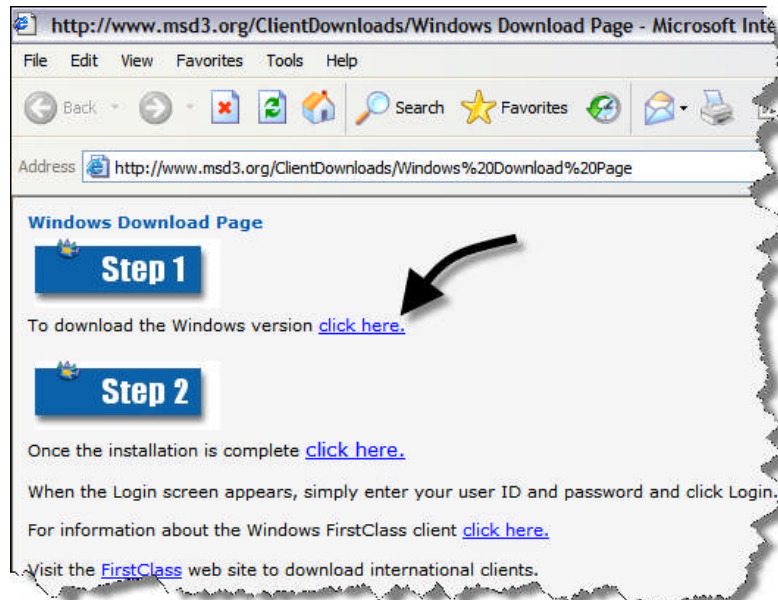 http://www.msd3.org/ClientDownloads/Windows Download Page - Microsoft Inte
File Edit View Favorites Tools Help
Back Search Favorites
Address http://www.msd3.org/ClientDownloads/Windows%20Download%20Page
Windows Download Page
Step 1
To download the Windows version click here.
Step 2
Once the installation is complete click here.
When the Login screen appears, simply enter your user ID and password and click Login.
For information about the Windows FirstClass client click here.
Visit the FirstClass web site to download international clients.